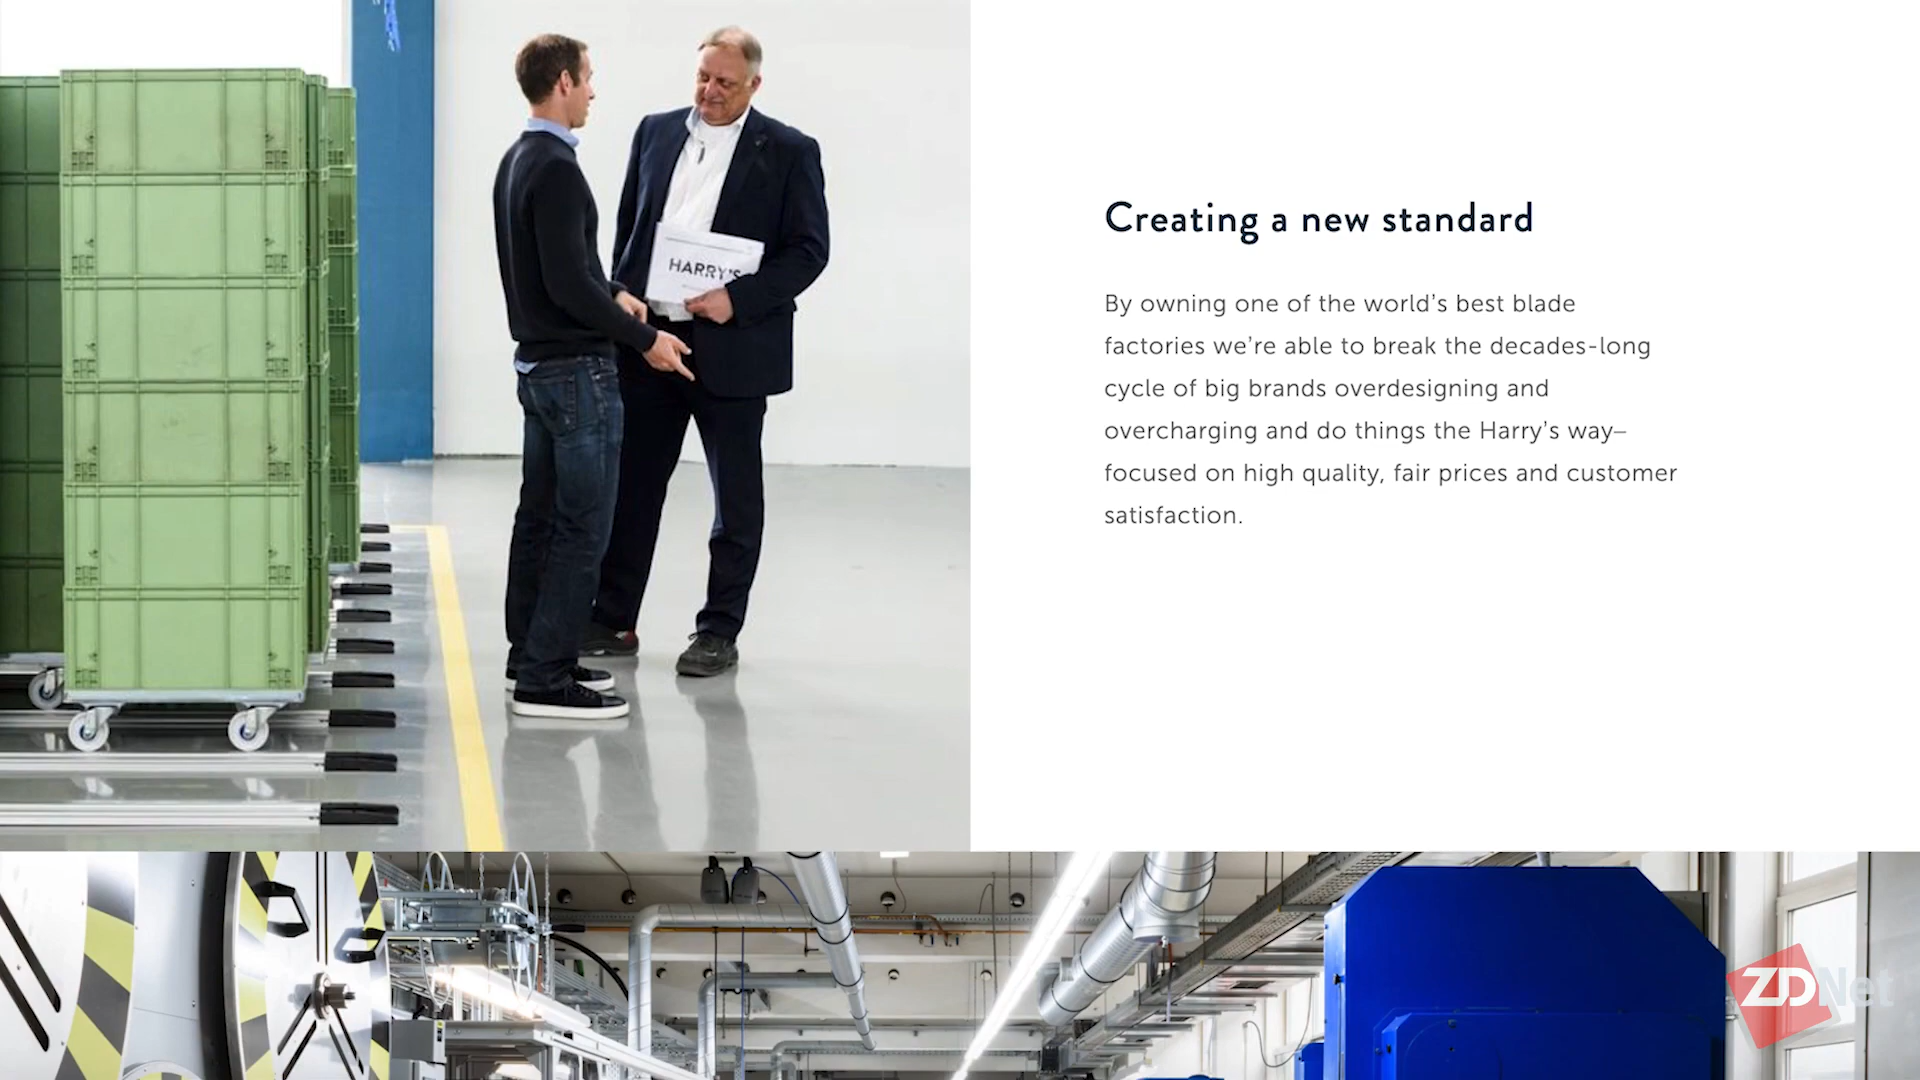 HARRY'S
Creating a new standard
By owning one of the world's best blade
factories we're able to break the decades-long
cycle of big brands overdesigning and
overcharging and do things the Harry's way–
focused on high quality, fair prices and customer
satisfaction.
ZDNet